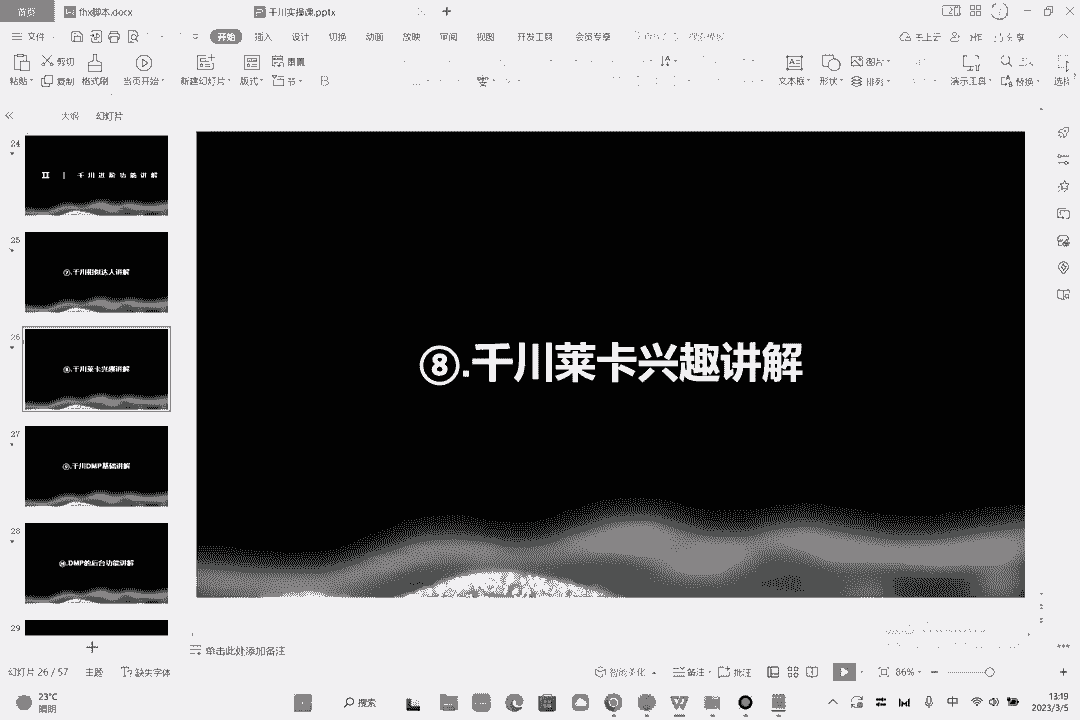 首页
fhx脚本.docx
千川实操课.pptx
文件
开始
插入
设计
切换
动画
放映
审阅
视图
开发工具
会员专享
未上云
分享
粘贴
剪切
复制
格式刷
当页开始
新建幻灯片
版式
重置
节
B
文本框
形状
图片
排列
演示工具
替换
选择
大纲
幻灯片
24
II | 千川进阶功能讲解
25
⑦.千川相似达人讲解
26
⑧.千川莱卡兴趣讲解
27
⑨.千川DMP基础讲解
28
⑩.DMP的后台功能讲解
29
⑧.千川莱卡兴趣讲解
单击此处添加备注
幻灯片 26 / 57
主题
缺失字体
智能美化
备注
批注
86%
23°C
晴朗
搜索
中
13:19
2023/3/5